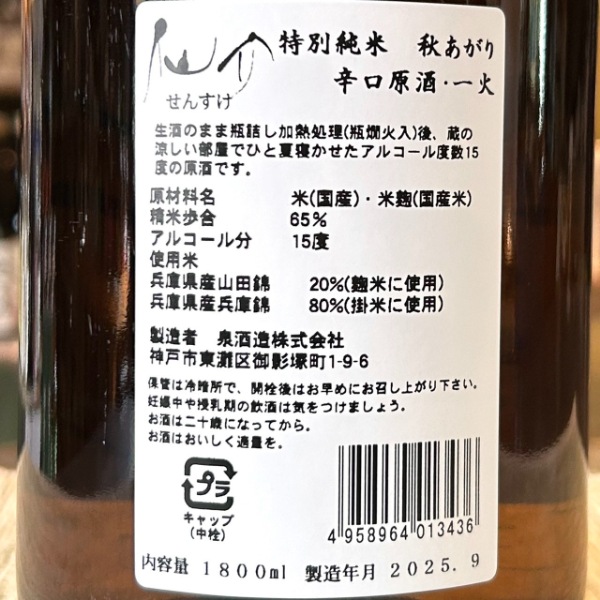 仙介 特別純米 秋あがり
せんすけ 辛口原酒・一火
生酒のまま瓶詰し加熱処理(瓶燗火入)後、蔵の
涼しい部屋でひと夏寝かせたアルコール度数15
度の原酒です。
原材料名 米(国産)・米麹(国産米)
精米歩合 65%
アルコール分 15度
使用米
兵庫県産山田錦 20%(麹米に使用)
兵庫県産兵庫錦 80%(掛米に使用)
製造者 泉酒造株式会社
神戸市東灘区御影塚町1-9-6
保管は冷暗所で、開栓後はお早めにお召し上がり下さい。
妊娠中や授乳期の飲酒は気をつけましょう。
お酒は二十歳になってから。
お酒はおいしく適量を。
プラ
キャップ
(中栓)
4 958964 013436
内容量 1800ml 製造年月 2025. 9